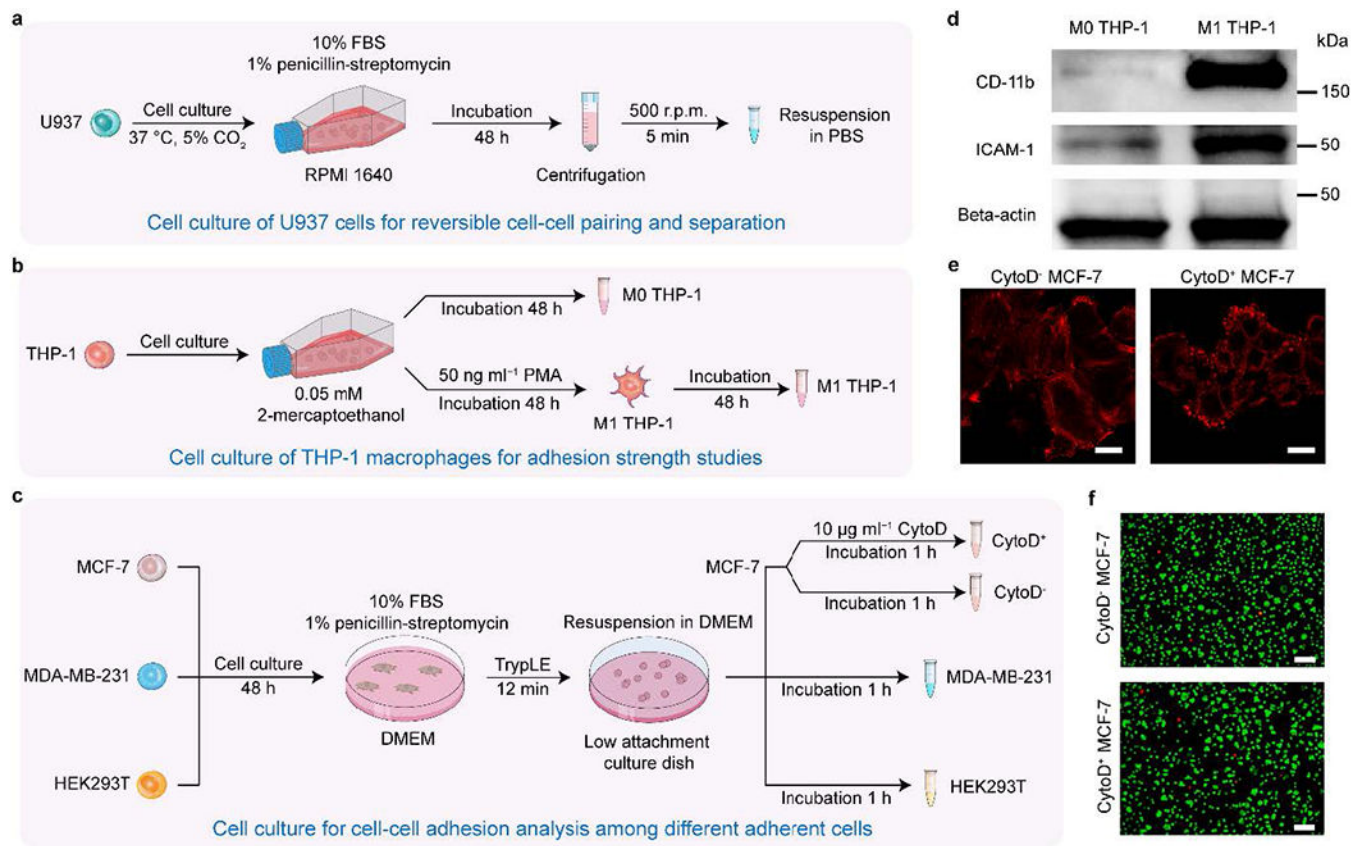 a
10% FBS
1% penicillin-streptomycin
U937
Cell culture
37 °C, 5% CO₂
RPMI 1640
Incubation
48 h
Centrifugation
500 r.p.m.
5 min
Resuspension
in PBS
Cell culture of U937 cells for reversible cell-cell pairing and separation
b
THP-1
Cell culture
0.05 mM
2-mercaptoethanol
Incubation 48 h
M0 THP-1
50 ng ml⁻¹ PMA
Incubation 48 h
M1 THP-1
Incubation
48 h
M1 THP-1
Cell culture of THP-1 macrophages for adhesion strength studies
c
MCF-7
MDA-MB-231
HEK293T
Cell culture
48 h
10% FBS
1% penicillin-streptomycin
DMEM
TrypLE
12 min
Resuspension in DMEM
Low attachment
culture dish
MCF-7
10 µg ml⁻¹ CytoD
Incubation 1 h
CytoD⁺
Incubation 1 h
CytoD⁻
Incubation 1 h
MDA-MB-231
Incubation 1 h
HEK293T
Cell culture for cell-cell adhesion analysis among different adherent cells
d
M0 THP-1
M1 THP-1
kDa
CD-11b
150
ICAM-1
50
50
Beta-actin
e
CytoD⁻ MCF-7
CytoD⁺ MCF-7
f
CytoD⁻ MCF-7
CytoD⁺ MCF-7